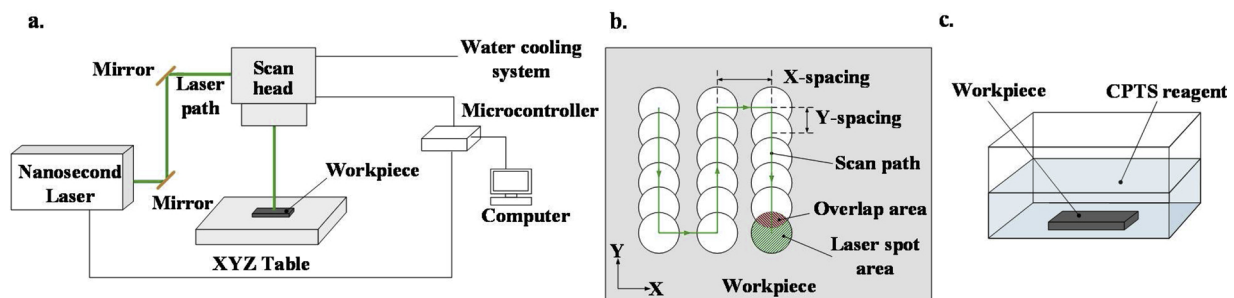 a.
Mirror
Laser
path
Scan
head
Water cooling
system
Microcontroller
Nanosecond
Laser
Mirror
Workpiece
Computer
XYZ Table
b.
X-spacing
Y-spacing
Scan path
Overlap area
Laser spot
area
Y
X
Workpiece
c.
Workpiece
CPTS reagent